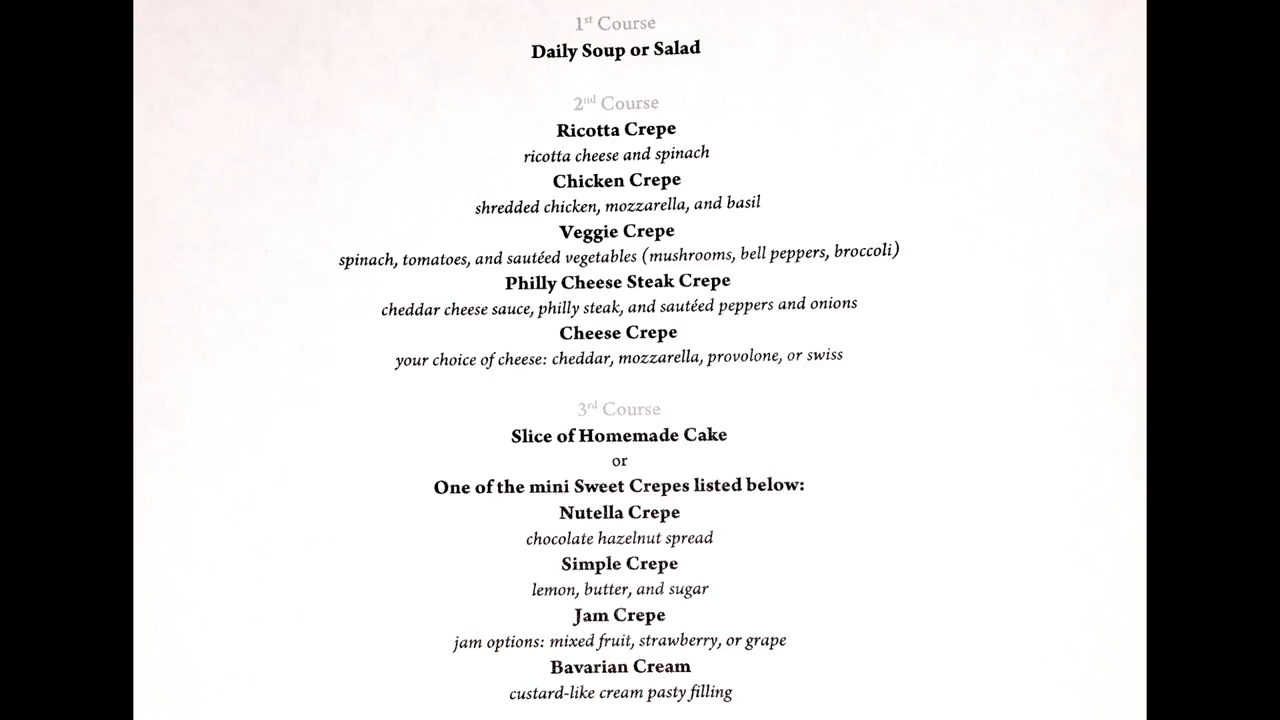 1st Course
Daily Soup or Salad
2nd Course
Ricotta Crepe
ricotta cheese and spinach
Chicken Crepe
shredded chicken, mozzarella, and basil
Veggie Crepe
spinach, tomatoes, and sautéed vegetables (mushrooms, bell peppers, broccoli)
Philly Cheese Steak Crepe
cheddar cheese sauce, philly steak, and sautéed peppers and onions
Cheese Crepe
your choice of cheese: cheddar, mozzarella, provolone, or swiss
3rd Course
Slice of Homemade Cake
or
One of the mini Sweet Crepes listed below:
Nutella Crepe
chocolate hazelnut spread
Simple Crepe
lemon, butter, and sugar
Jam Crepe
jam options: mixed fruit, strawberry, or grape
Bavarian Cream
custard-like cream pasty filling